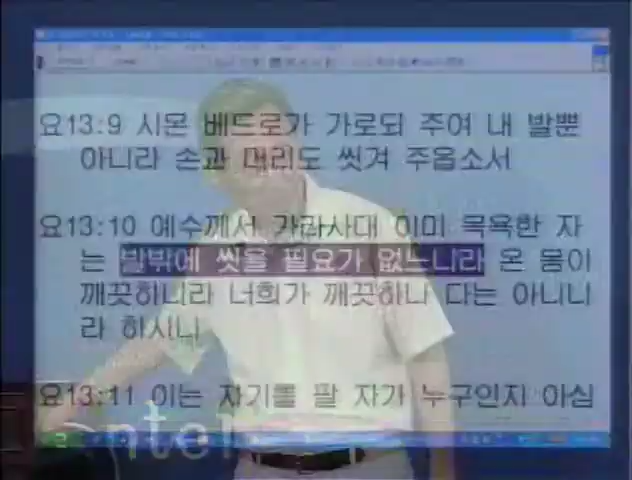 요13:9 시몬 베드로가 가로되 주여 내 발뿐
아니라 손과 머리도 씻겨 주옵소서
요13:10 예수께서 가라사대 이미 목욕한 자
는 발밖에 씻을 필요가 없느니라 온 몸이
깨끗하니라 너희가 깨끗하나 다는 아니니
라 하시니
요13:11 이는 자기를 팔 자가 누구인지 아심
ntel